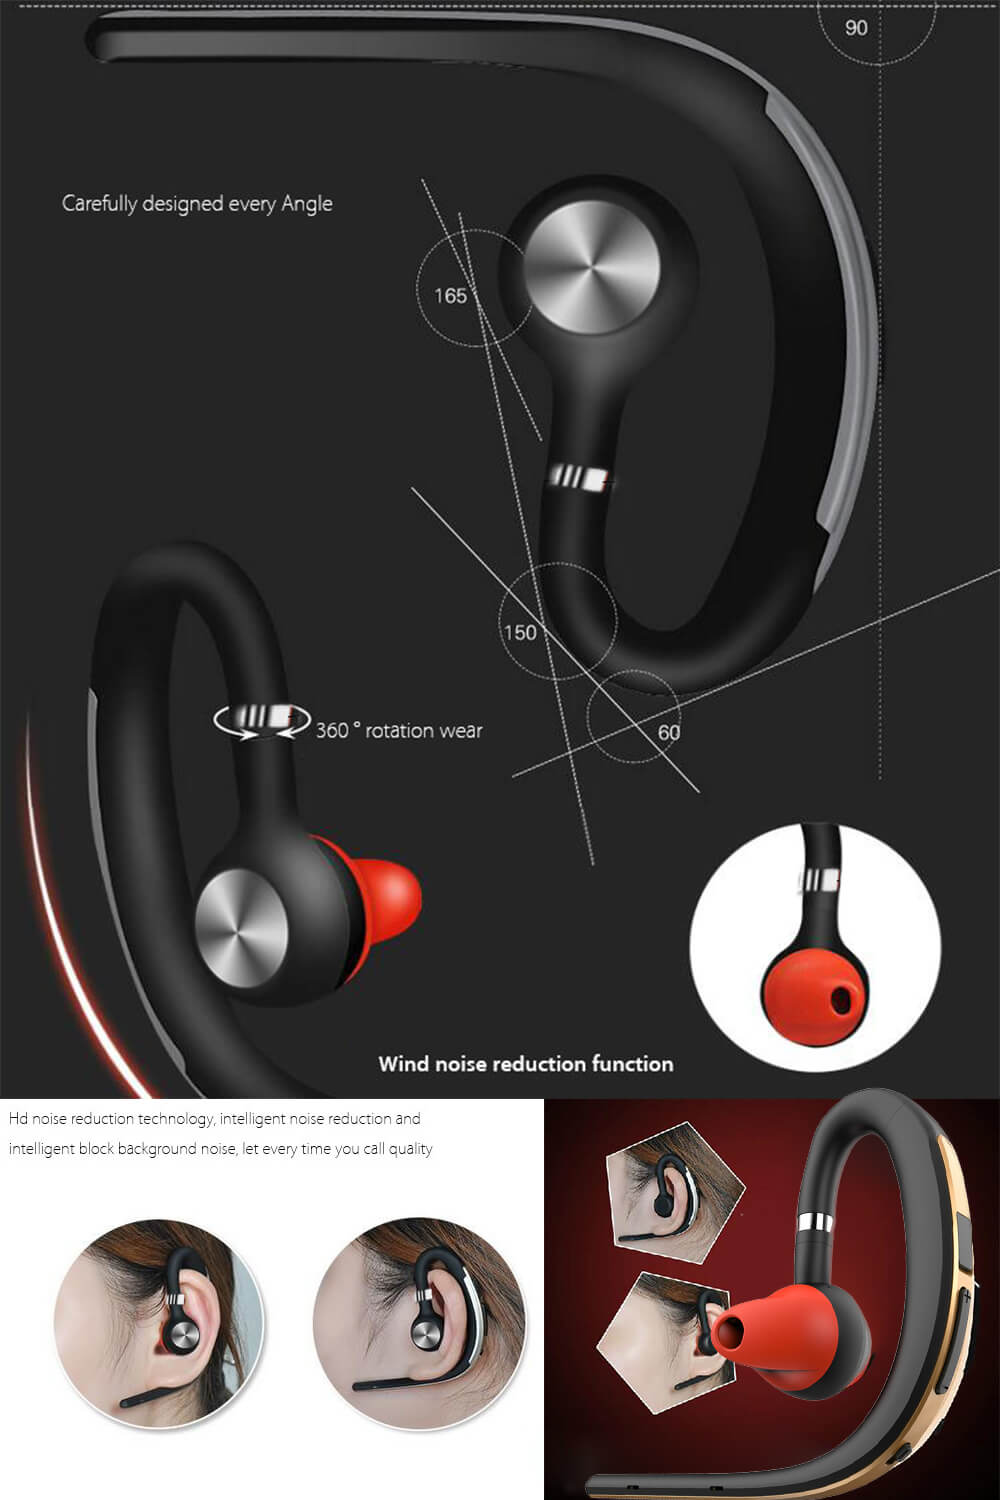 90
Carefully designed every Angle
165
150
60
360 ° rotation wear
Wind noise reduction function
Hd noise reduction technology, intelligent noise reduction and
intelligent block background noise, let every time you call quality